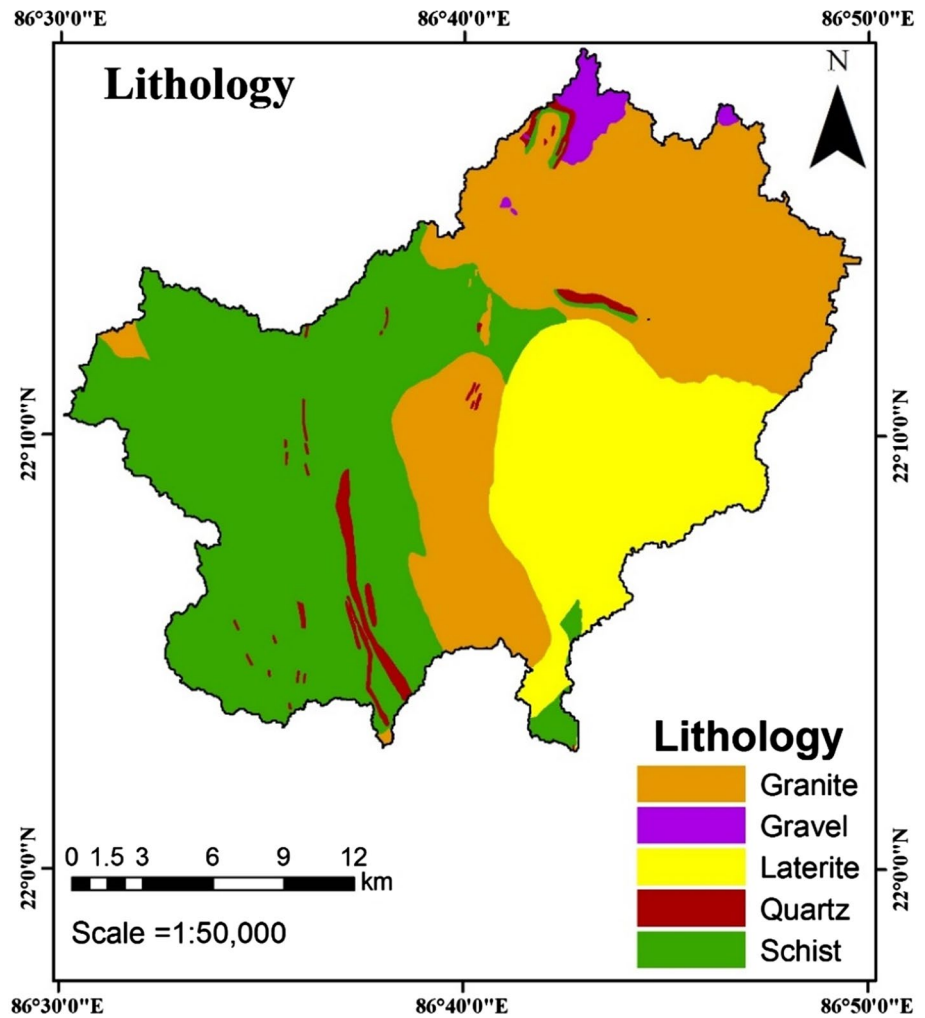 86°30'0"E 86°40'0"E 86°50'0"E
Lithology
N
22°10'0"N 22°10'0"N
Lithology
Granite
Gravel
Laterite
Quartz
Schist
0 1.5 3 6 9 12
km
Scale =1:50,000
22°0'0"N 22°0'0"N
86°30'0"E 86°40'0"E 86°50'0"E